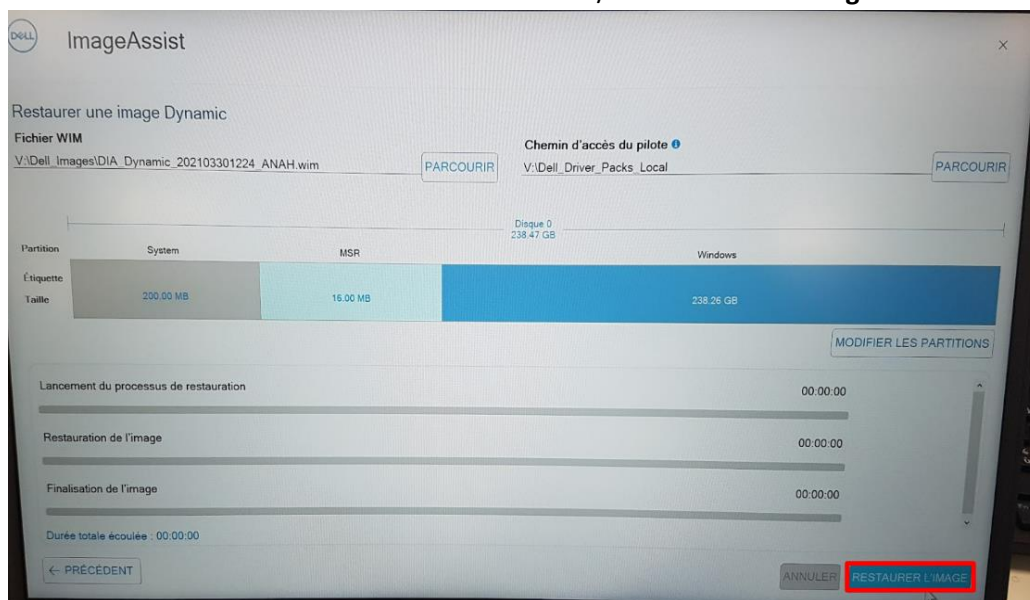 DELL
ImageAssist
×
Restaurer une image Dynamic
Fichier WIM
V:\Dell_Images\DIA_Dynamic_202103301224_ANAH.wim
PARCOURIR
Chemin d'accès du pilote
V:\Dell_Driver_Packs_Local
PARCOURIR
Disque 0
238.47 GB
Partition System MSR Windows
Étiquette
Taille 200.00 MB 16.00 MB 238.26 GB
MODIFIER LES PARTITIONS
Lancement du processus de restauration 00:00:00
Restauration de l'image 00:00:00
Finalisation de l'image 00:00:00
Durée totale écoulée : 00:00:00
← PRÉCÉDENT
ANNULER
RESTAURER L'IMAGE